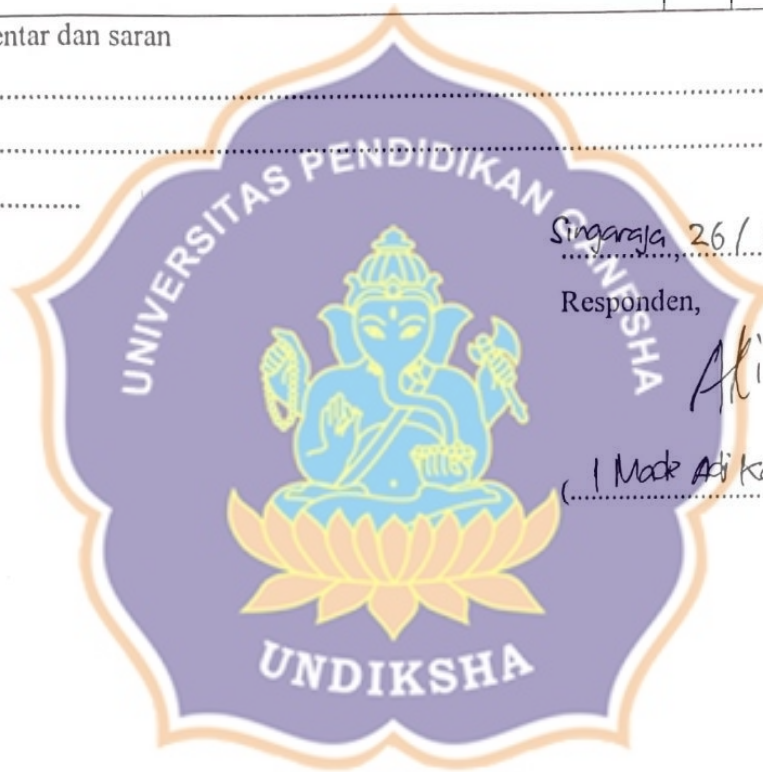 entar dan saran
UNIVERSITAS PENDIDIKAN GANESHA
Singaraja, 26 /
Responden,
( I Made Adi
UNDIKSHA